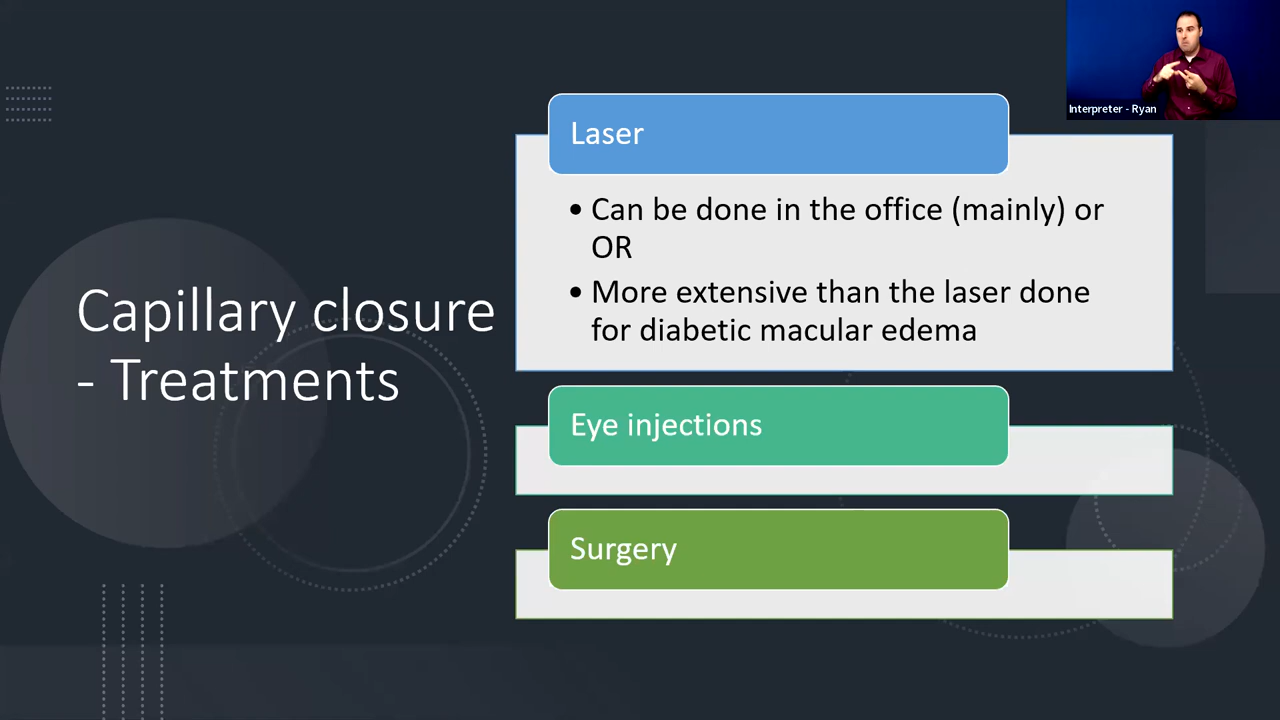 Interpreter - Ryan
Capillary closure
- Treatments
Laser
• Can be done in the office (mainly) or
OR
• More extensive than the laser done
for diabetic macular edema
Eye injections
Surgery